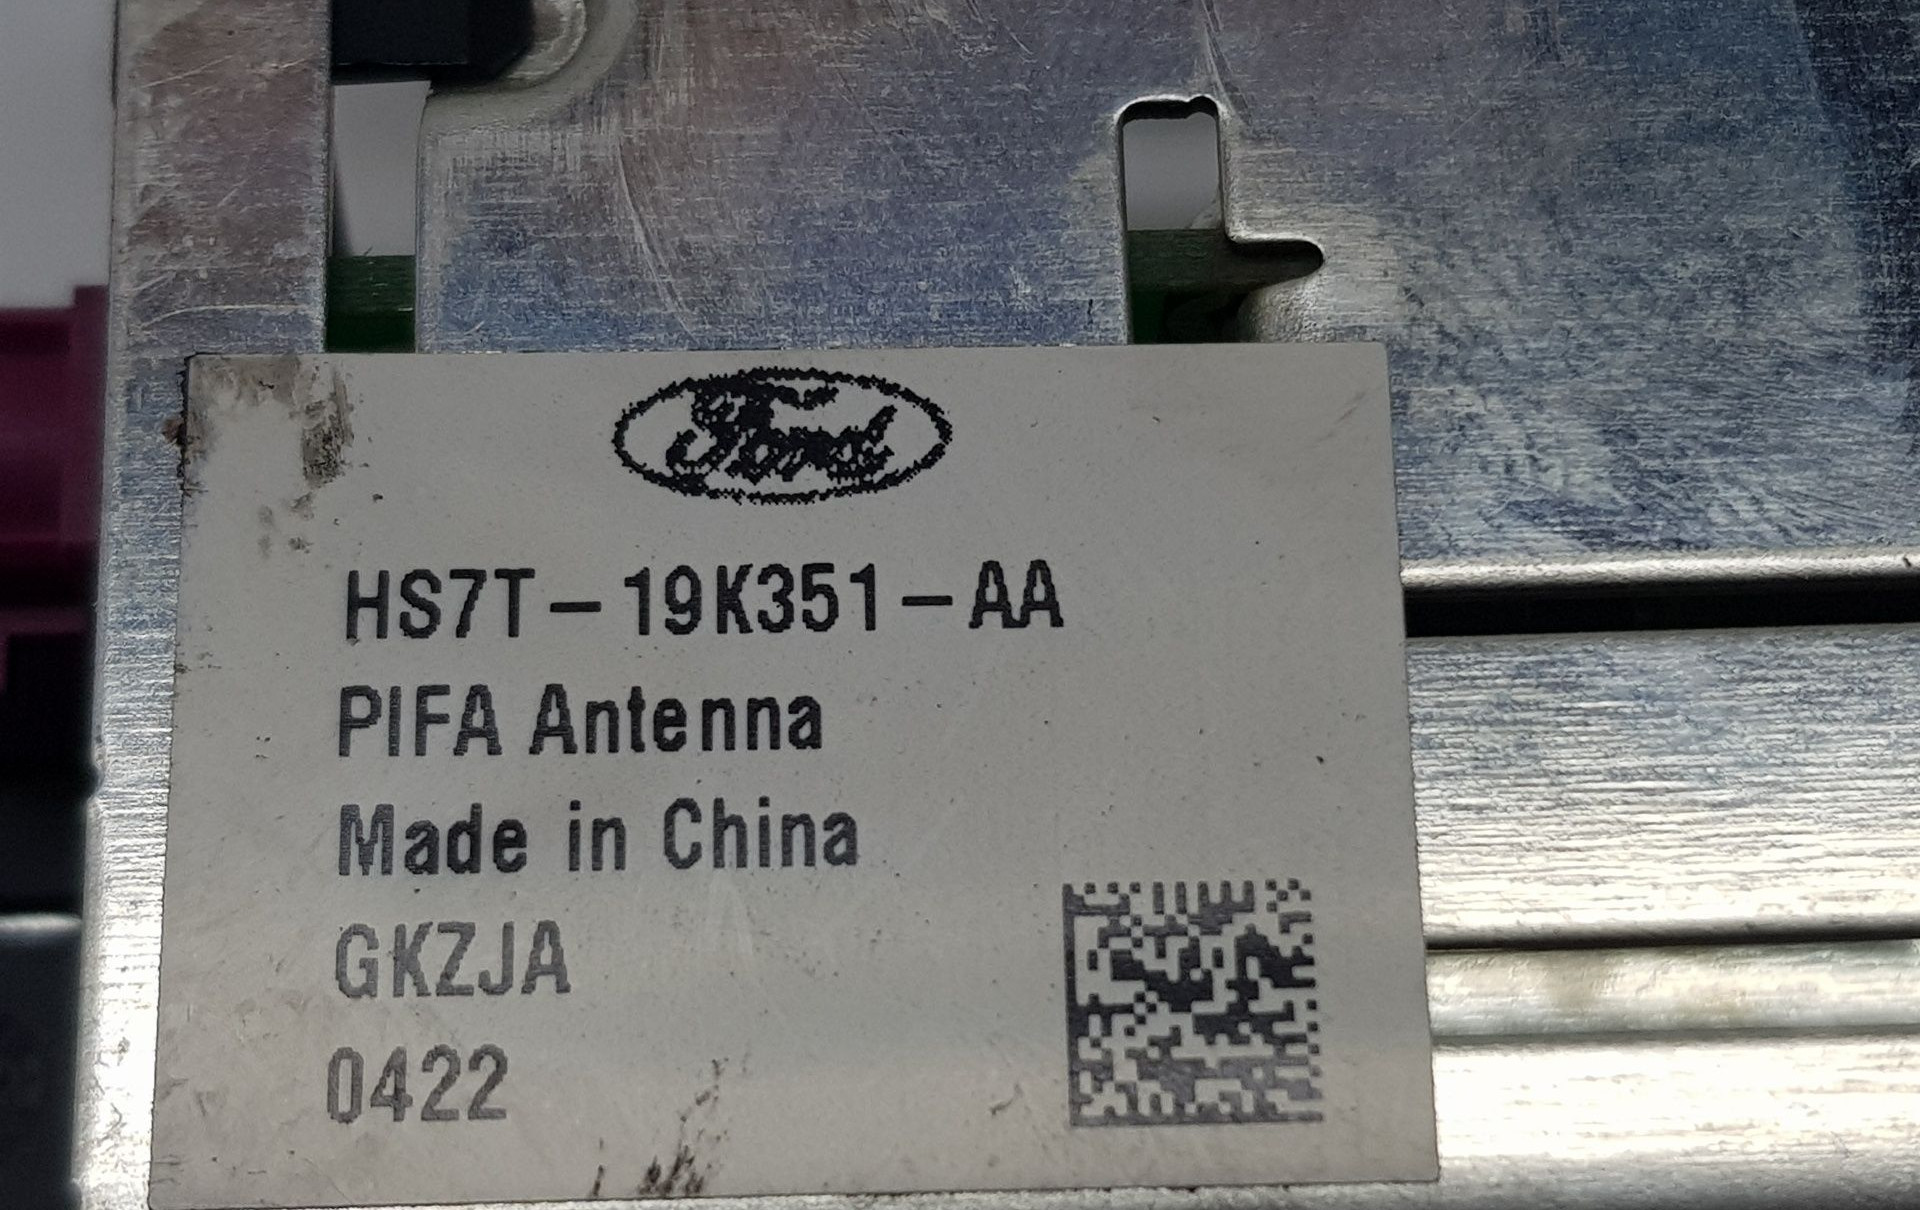 Ford
HS7T-19K351-AA
PIFA Antenna
Made in China
GKZJA
0422